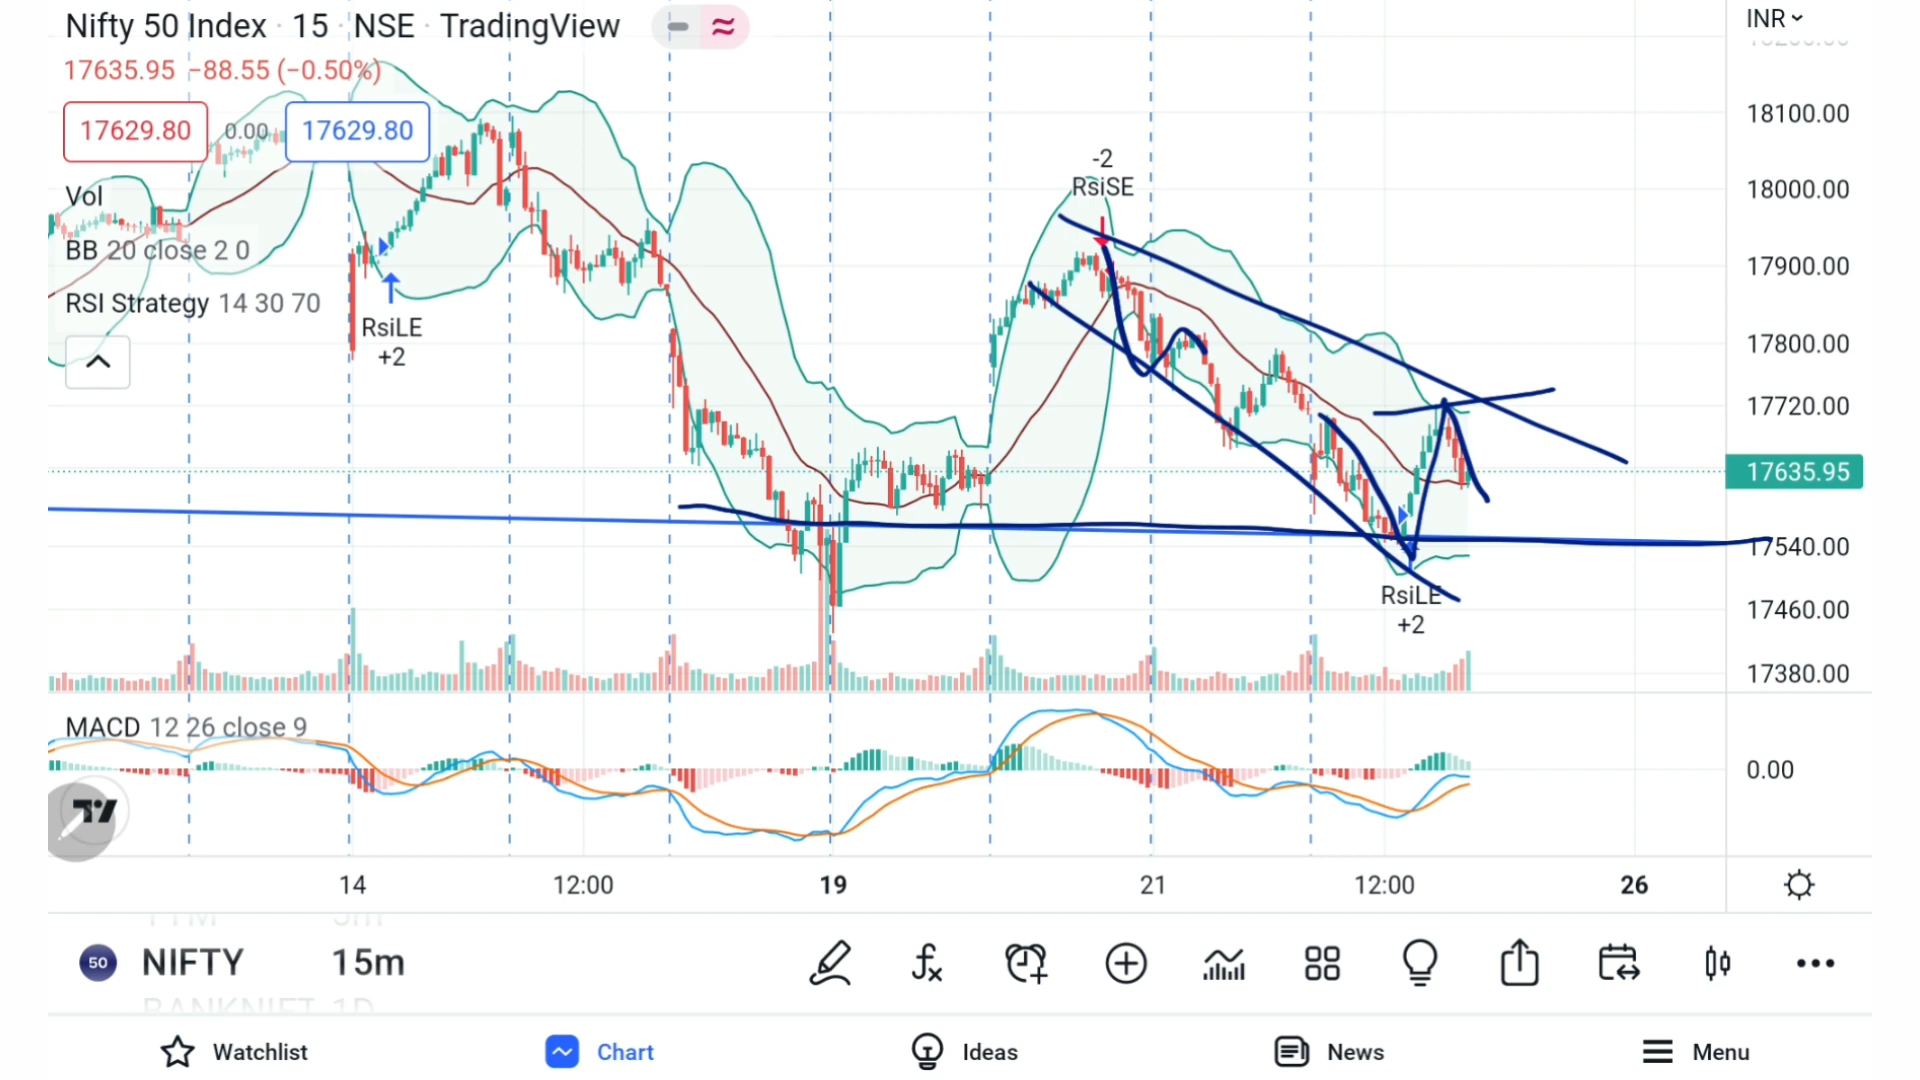 Nifty 50 Index · 15 · NSE · TradingView
INR
17635.95 −88.55 (−0.50%)
17629.80 0.00 17629.80
Vol
BB 20 close 2 0
RSI Strategy 14 30 70
RsiLE
+2
-2
RsiSE
RsiLE
+2
18100.00
18000.00
17900.00
17800.00
17720.00
17635.95
17540.00
17460.00
17380.00
MACD 12 26 close 9
0.00
14 12:00 19 21 12:00 26
50 NIFTY 15m
BANKNIFT 1D
Watchlist Chart Ideas News Menu